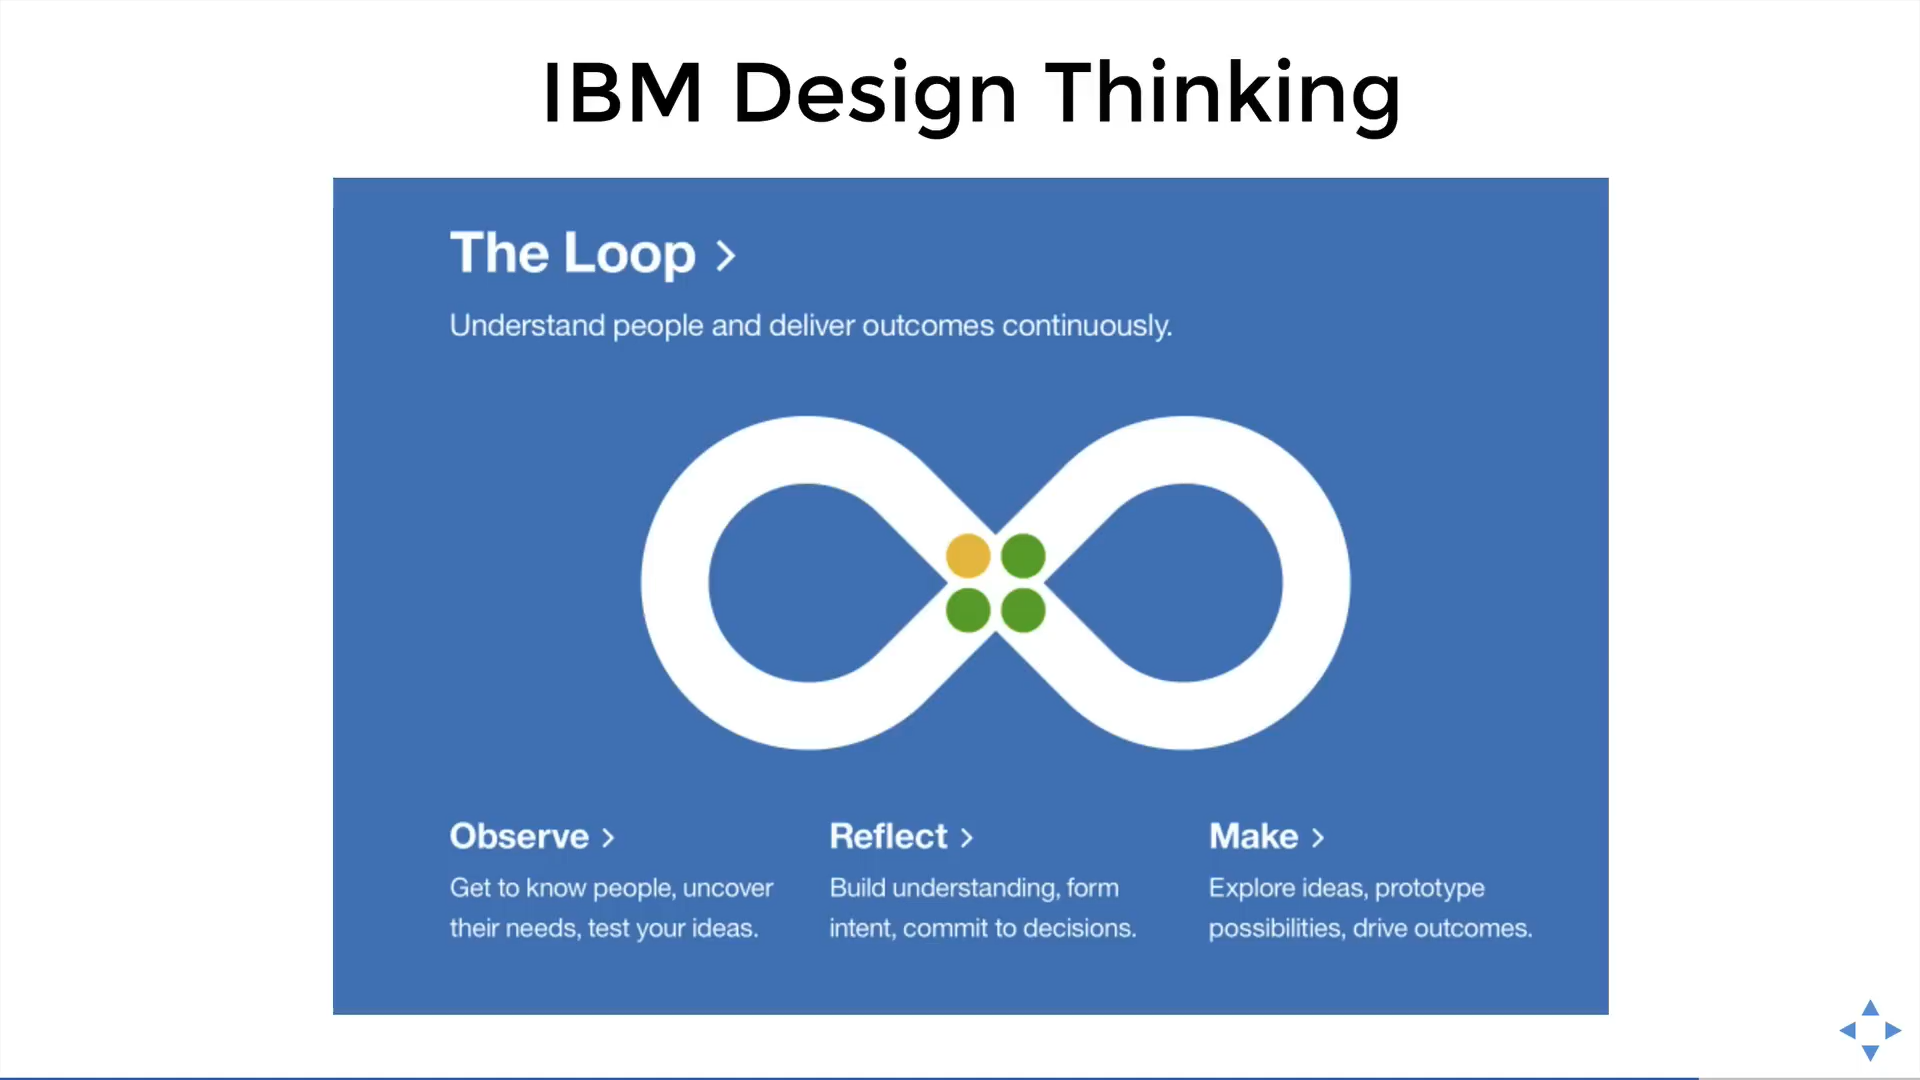 IBM Design Thinking
The Loop >
Understand people and deliver outcomes continuously.
Observe >
Get to know people, uncover
their needs, test your ideas.
Reflect >
Build understanding, form
intent, commit to decisions.
Make >
Explore ideas, prototype
possibilities, drive outcomes.